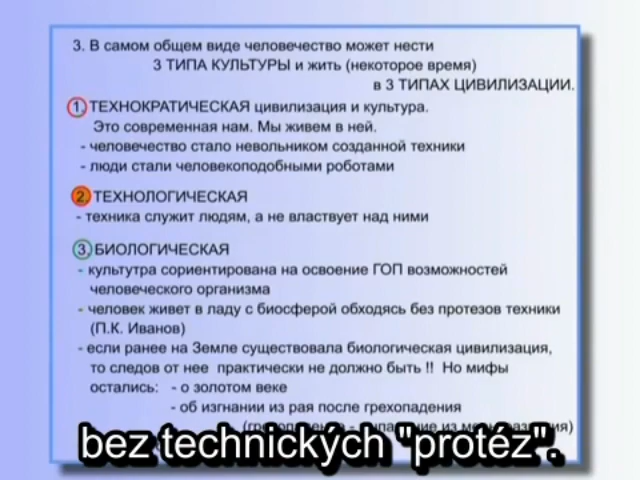 3. В самом общем виде человечество может нести
3 ТИПА КУЛЬТУРЫ и жить (некоторое время)
в 3 ТИПАХ ЦИВИЛИЗАЦИИ.
1. ТЕХНОКРАТИЧЕСКАЯ цивилизация и культура.
Это современная нам. Мы живем в ней.
- человечество стало невольником созданной техники
- люди стали человекоподобными роботами
2. ТЕХНОЛОГИЧЕСКАЯ
- техника служит людям, а не властвует над ними
3. БИОЛОГИЧЕСКАЯ
- культутра сориентирована на освоение ГОП возможностей
человеческого организма
- человек живет в ладу с биосферой обходясь без протезов техники
(П.К. Иванов)
- если ранее на Земле существовала биологическая цивилизация,
то следов от нее практически не должно быть !! Но мифы
остались: - о золотом веке
- об изгнании из рая после грехопадения
bez technických "protéz".